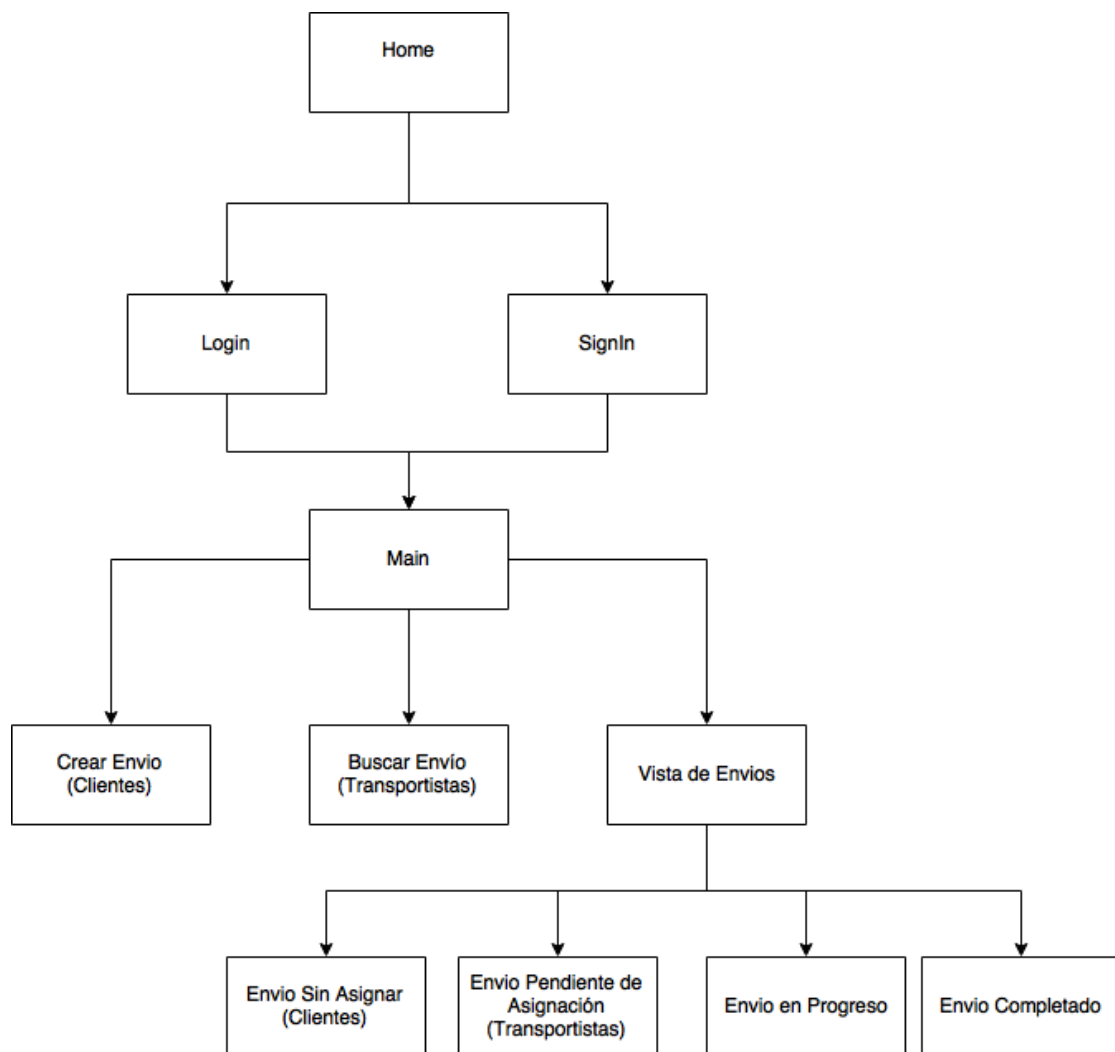 Home
Login
SignIn
Main
Crear Envio
(Clientes)
Buscar Envío
(Transportistas)
Vista de Envios
Envio Sin Asignar
(Clientes)
Envio Pendiente de
Asignación
(Transportistas)
Envio en Progreso
Envio Completado